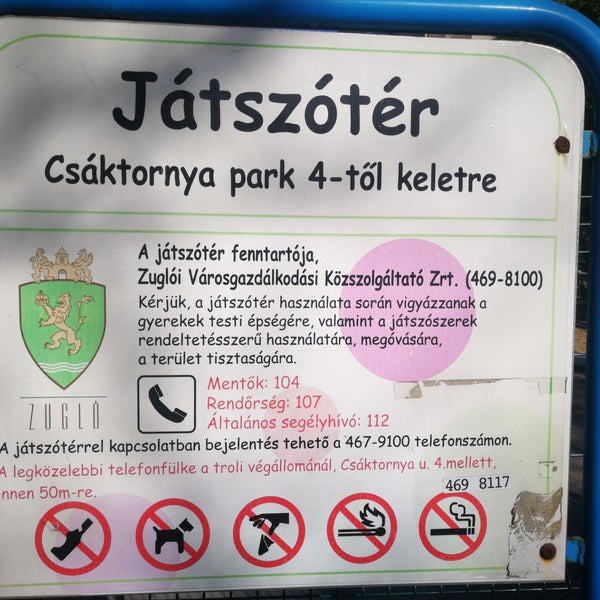 Játszótér
Csáktornya park 4-től keletre
A játszótér fenntartója,
Zuglói Városgazdálkodási Közszolgáltató Zrt. (469-8100)
Kérjük, a játszótér használata során vigyázzanak a
gyerekek testi épségére, valamint a játszószerek
rendeltetésszerű használatára, megóvására,
a terület tisztaságára.
ZUGLÓ
Mentők: 104
Rendőrség: 107
Általános segélyhívó: 112
A játszótérrel kapcsolatban bejelentés tehető a 467-9100 telefonszámon.
A legközelebbi telefonfülke a troli végállománál, Csáktornya u. 4.mellett,
innen 50m-re.
469 8117